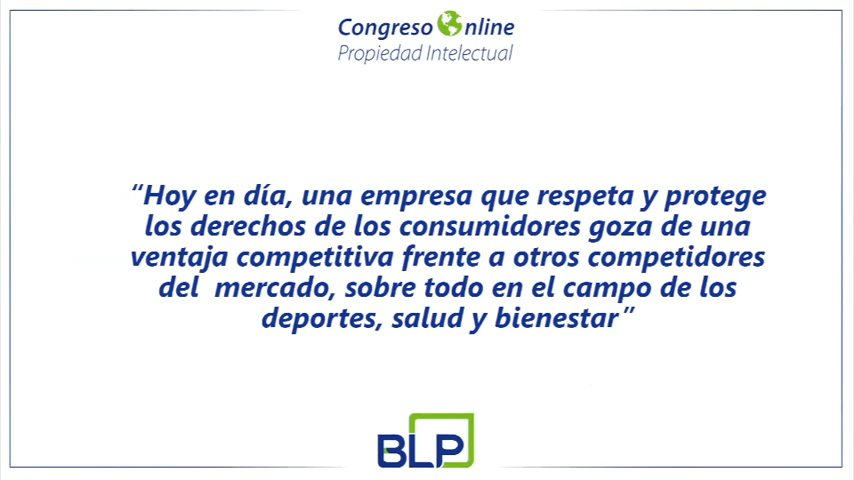 Congreso Online
Propiedad Intelectual
“Hoy en día, una empresa que respeta y protege
los derechos de los consumidores goza de una
ventaja competitiva frente a otros competidores
del  mercado, sobre todo en el campo de los
deportes, salud y bienestar”
BLP